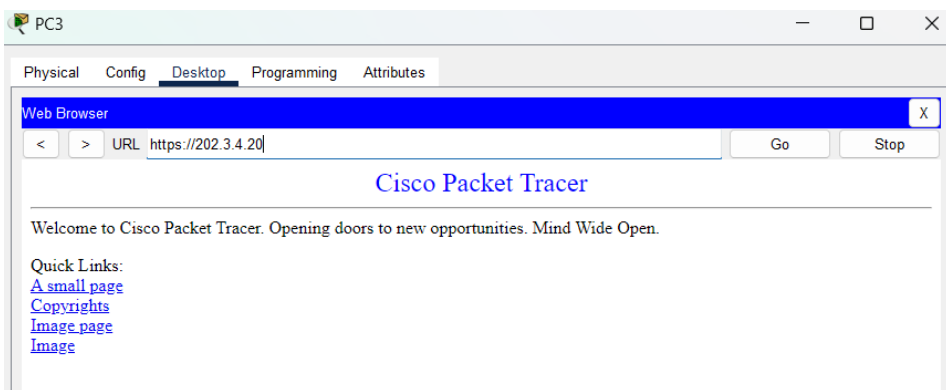 PC3
Physical Config Desktop Programming Attributes
Web Browser X
< > URL https://202.3.4.20 Go Stop
Cisco Packet Tracer
Welcome to Cisco Packet Tracer. Opening doors to new opportunities. Mind Wide Open.
Quick Links:
A small page
Copyrights
Image page
Image